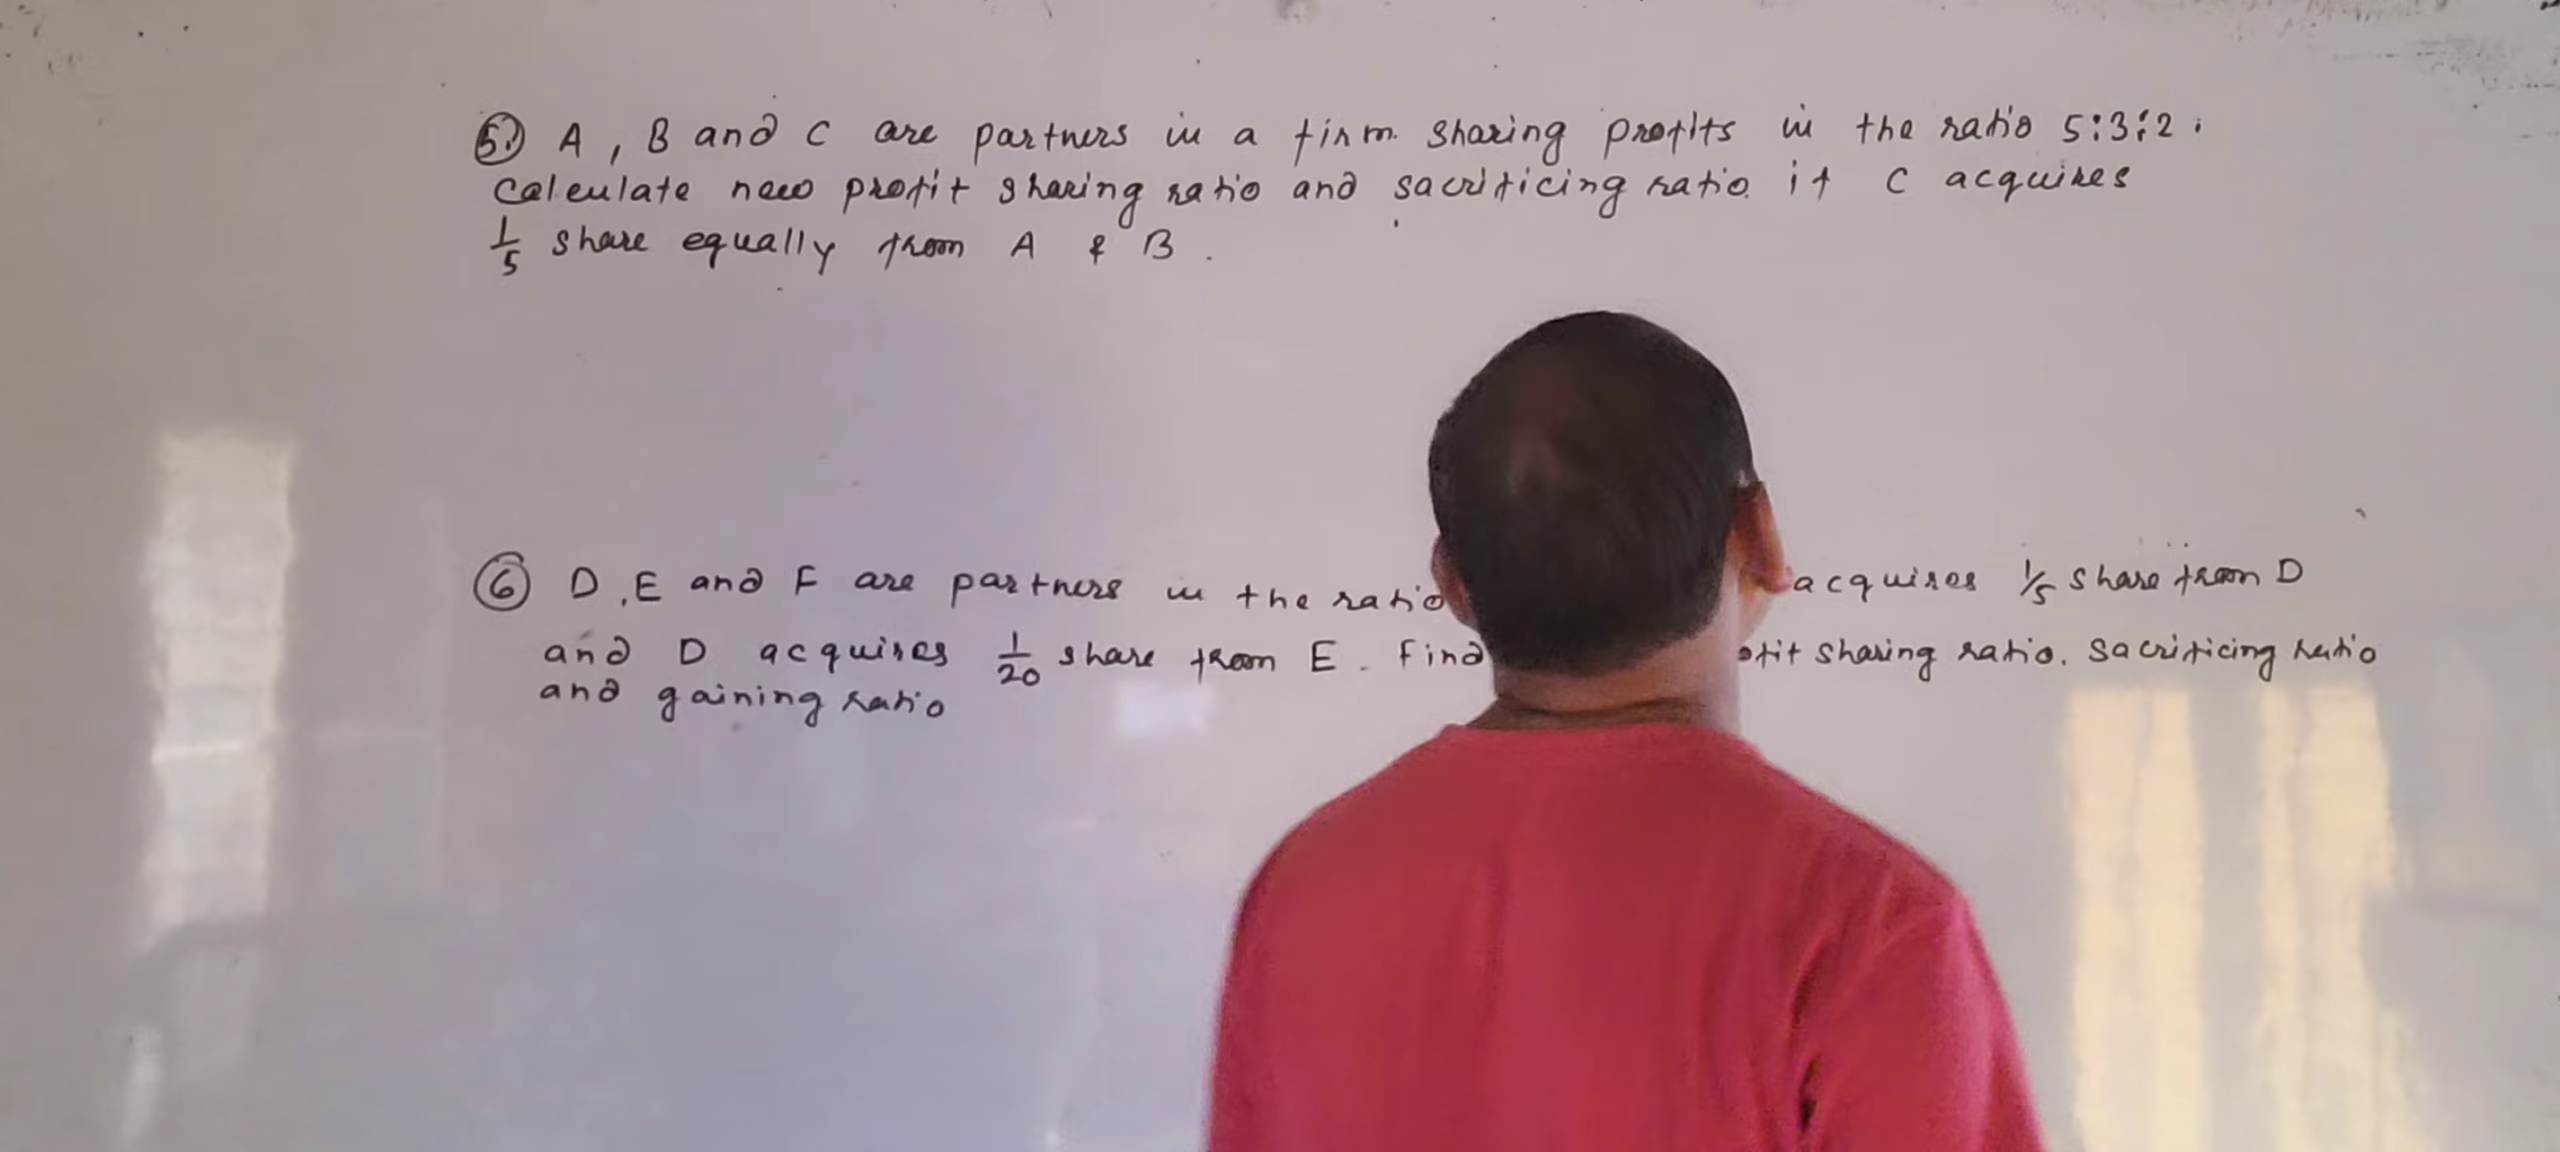 5) A, B and C are partners in a firm sharing profits in the ratio 5:3:2.
Calculate new profit sharing ratio and sacrificing ratio if C acquires
1/5 share equally from A & B.
6 D, E and F are partners in the ratio acquires 1/5 share from D
and D acquires 1/20 share from E. Find sharing ratio. Sacrificing ratio
and gaining ratio